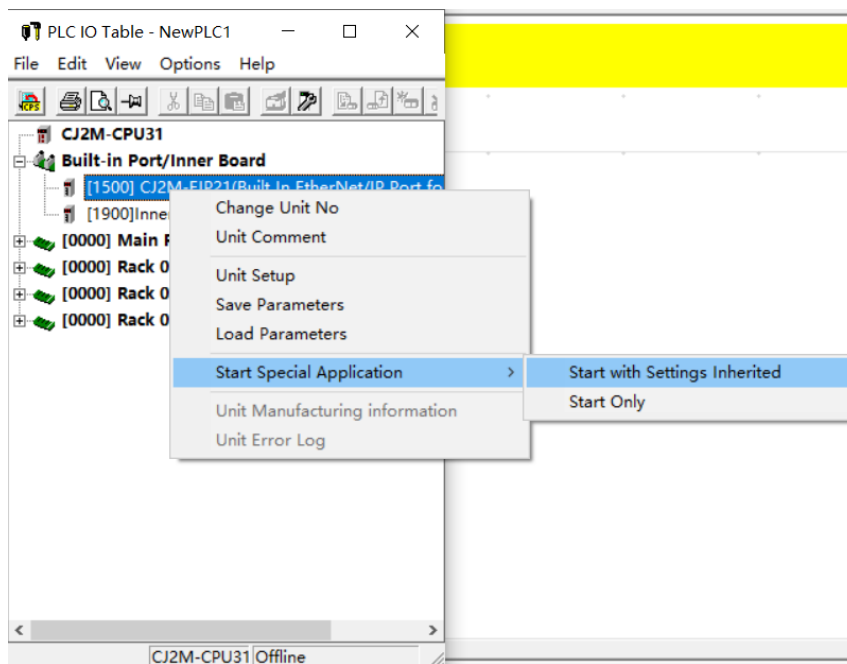 PLC IO Table - NewPLC1
File Edit View Options Help
CPS
CJ2M-CPU31
Built-in Port/Inner Board
[1500] CJ2M-EIP21(Built In EtherNet/IP Port fo
[1900]Inne
[0000] Main
[0000] Rack 0
[0000] Rack 0
[0000] Rack 0
Change Unit No
Unit Comment
Unit Setup
Save Parameters
Load Parameters
Start Special Application >
Unit Manufacturing information
Unit Error Log
Start with Settings Inherited
Start Only
CJ2M-CPU31 Offline